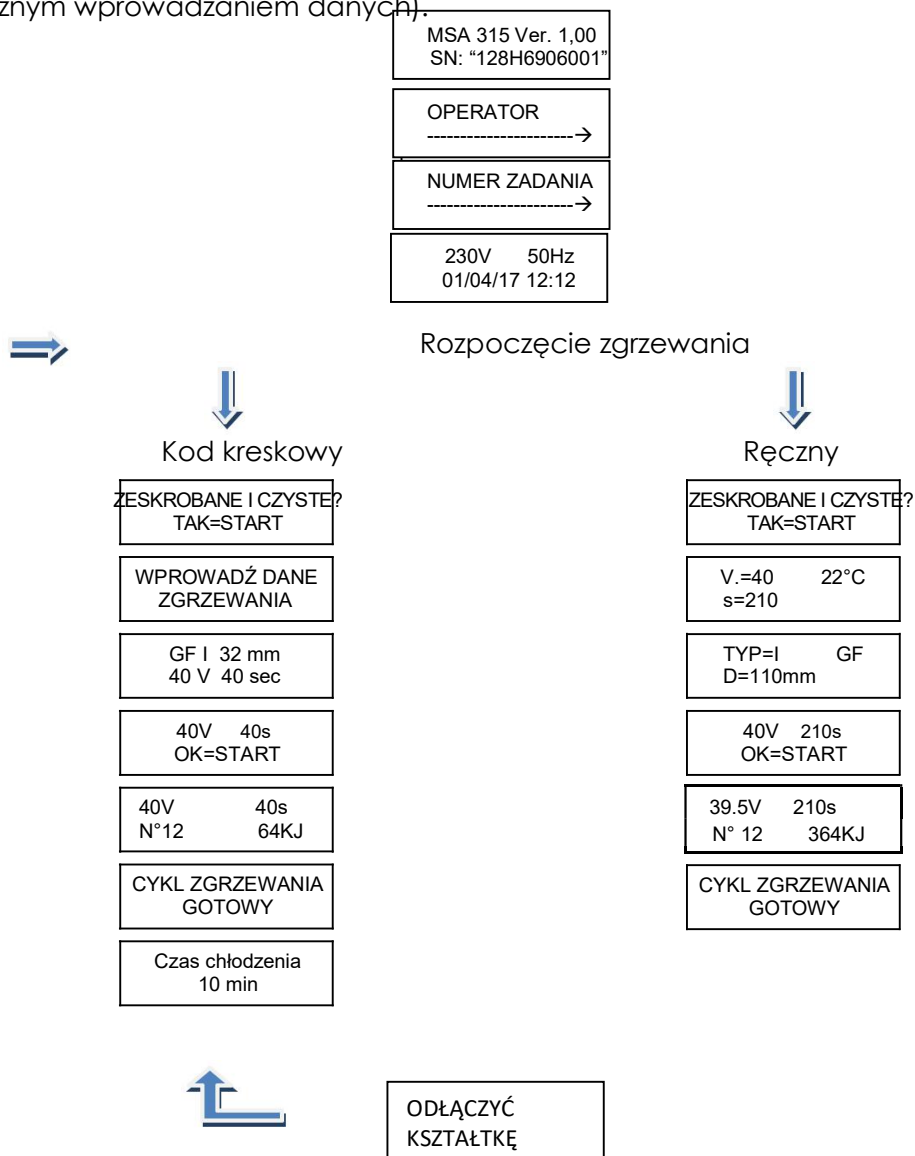 znym wprowadzaniem danych).
MSA 315 Ver. 1,00
SN: “128H6906001”
OPERATOR
----------------------→
NUMER ZADANIA
----------------------→
230V 50Hz
01/04/17 12:12
Rozpoczęcie zgrzewania
Kod kreskowy
ZESKROBANE I CZYSTE?
TAK=START
WPROWADŹ DANE
ZGRZEWANIA
GF I 32 mm
40 V 40 sec
40V 40s
OK=START
40V 40s
N°12 64KJ
CYKL ZGRZEWANIA
GOTOWY
Czas chłodzenia
10 min
Ręczny
ZESKROBANE I CZYSTE?
TAK=START
V.=40 22°C
s=210
TYP=I GF
D=110mm
40V 210s
OK=START
39.5V 210s
N° 12 364KJ
CYKL ZGRZEWANIA
GOTOWY
ODŁĄCZYĆ
KSZTAŁTKĘ